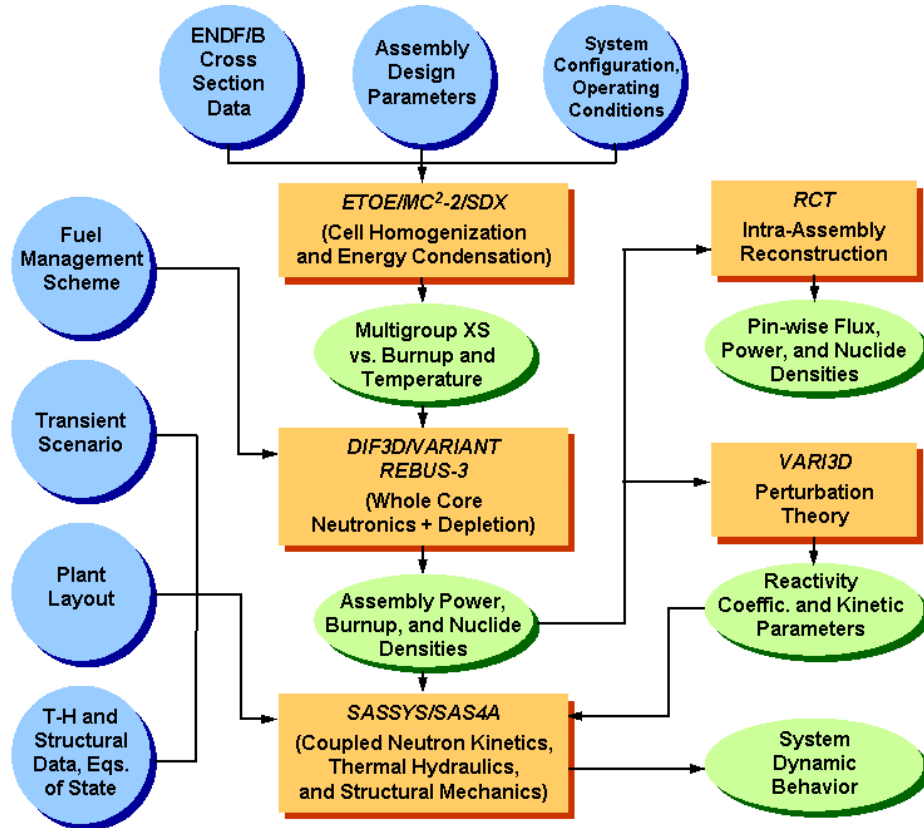 ENDF/B
Cross
Section
Data
Assembly
Design
Parameters
System
Configuration,
Operating
Conditions
ETOE/MC²-2/SDX
(Cell Homogenization
and Energy Condensation)
RCT
Intra-Assembly
Reconstruction
Fuel
Management
Scheme
Multigroup XS
vs. Burnup and
Temperature
Pin-wise Flux,
Power, and Nuclide
Densities
Transient
Scenario
DIF3D/VARIANT
REBUS-3
(Whole Core
Neutronics + Depletion)
VARI3D
Perturbation
Theory
Plant
Layout
Assembly Power,
Burnup, and Nuclide
Densities
Reactivity
Coeffic. and Kinetic
Parameters
T-H and
Structural
Data, Eqs.
of State
SASSYS/SAS4A
(Coupled Neutron Kinetics,
Thermal Hydraulics,
and Structural Mechanics)
System
Dynamic
Behavior